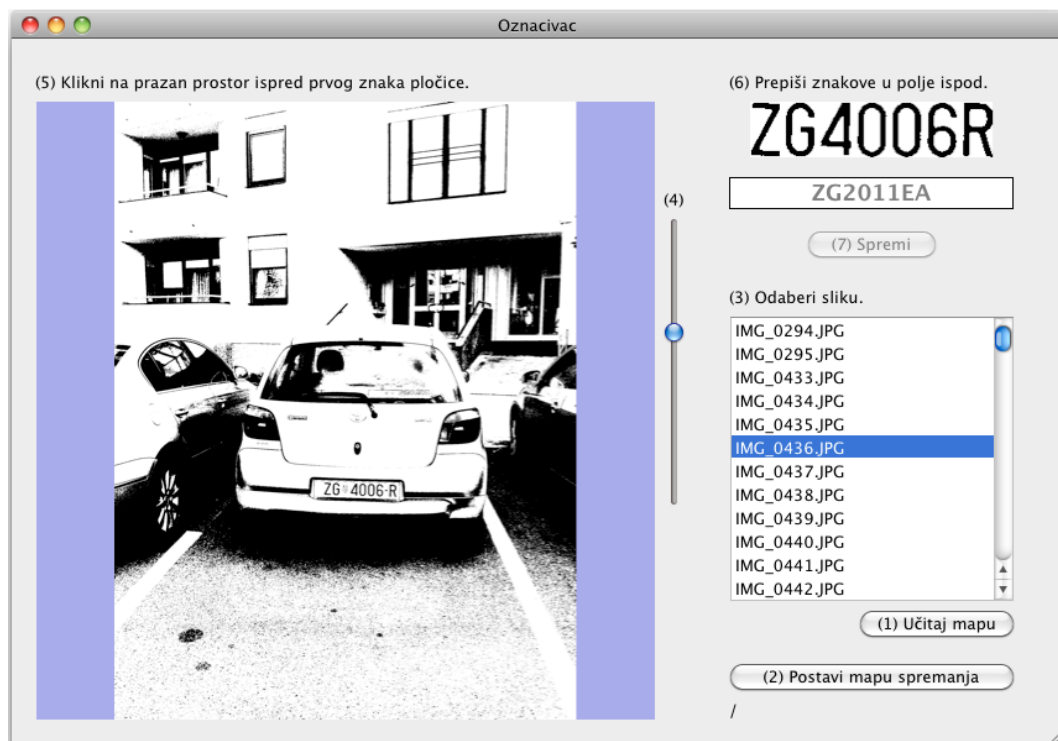 Oznacivac
(5) Klikni na prazan prostor ispred prvog znaka pločice.
ZG 4006-R
(4)
(6) Prepiši znakove u polje ispod.
ZG4006R
ZG2011EA
(7) Spremi
(3) Odaberi sliku.
IMG_0294.JPG
IMG_0295.JPG
IMG_0433.JPG
IMG_0434.JPG
IMG_0435.JPG
IMG_0436.JPG
IMG_0437.JPG
IMG_0438.JPG
IMG_0439.JPG
IMG_0440.JPG
IMG_0441.JPG
IMG_0442.JPG
(1) Učitaj mapu
(2) Postavi mapu spremanja
/